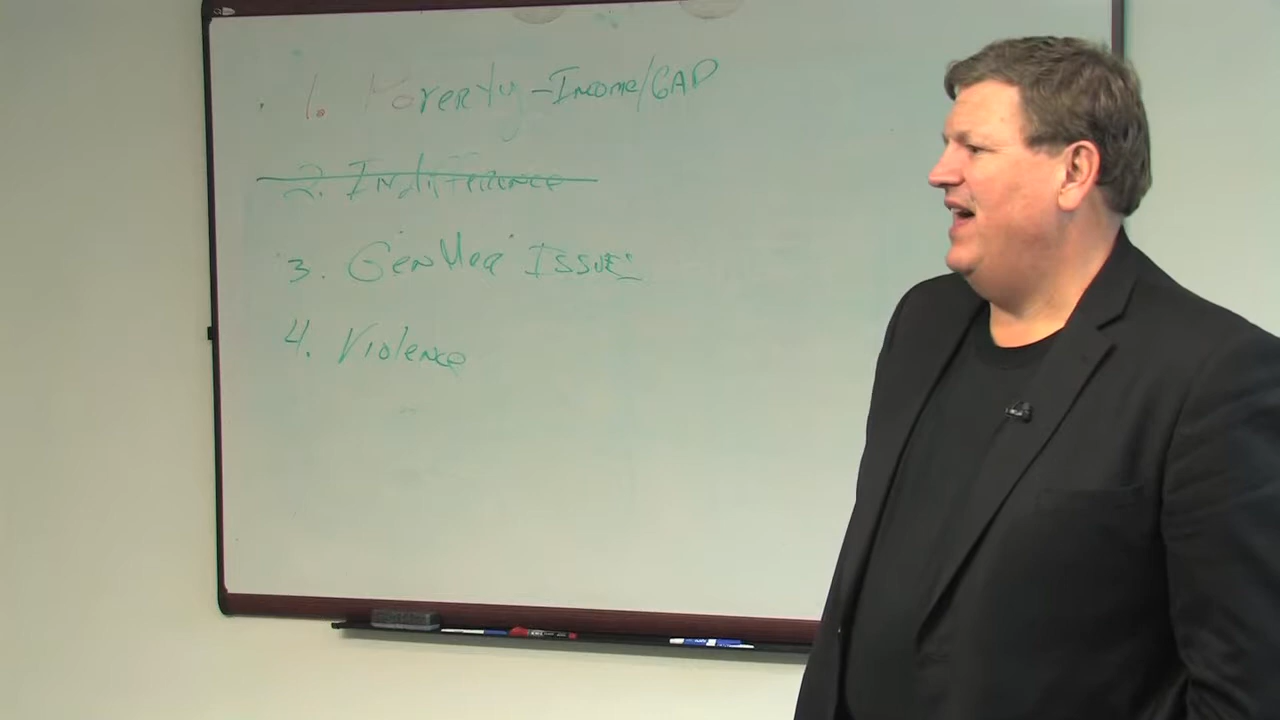 1. Poverty - Income/GAP
2. Indifference
3. Gender Issues
4. Violence